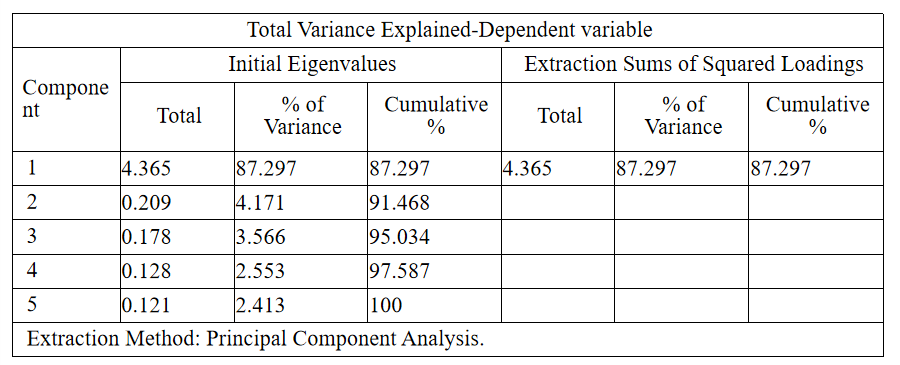 Total Variance Explained-Dependent variable
Compone
nt
Initial Eigenvalues
Extraction Sums of Squared Loadings
Total
% of
Variance
Cumulative
%
Total
% of
Variance
Cumulative
%
1 4.365 87.297 87.297 4.365 87.297 87.297
2 0.209 4.171 91.468
3 0.178 3.566 95.034
4 0.128 2.553 97.587
5 0.121 2.413 100
Extraction Method: Principal Component Analysis.